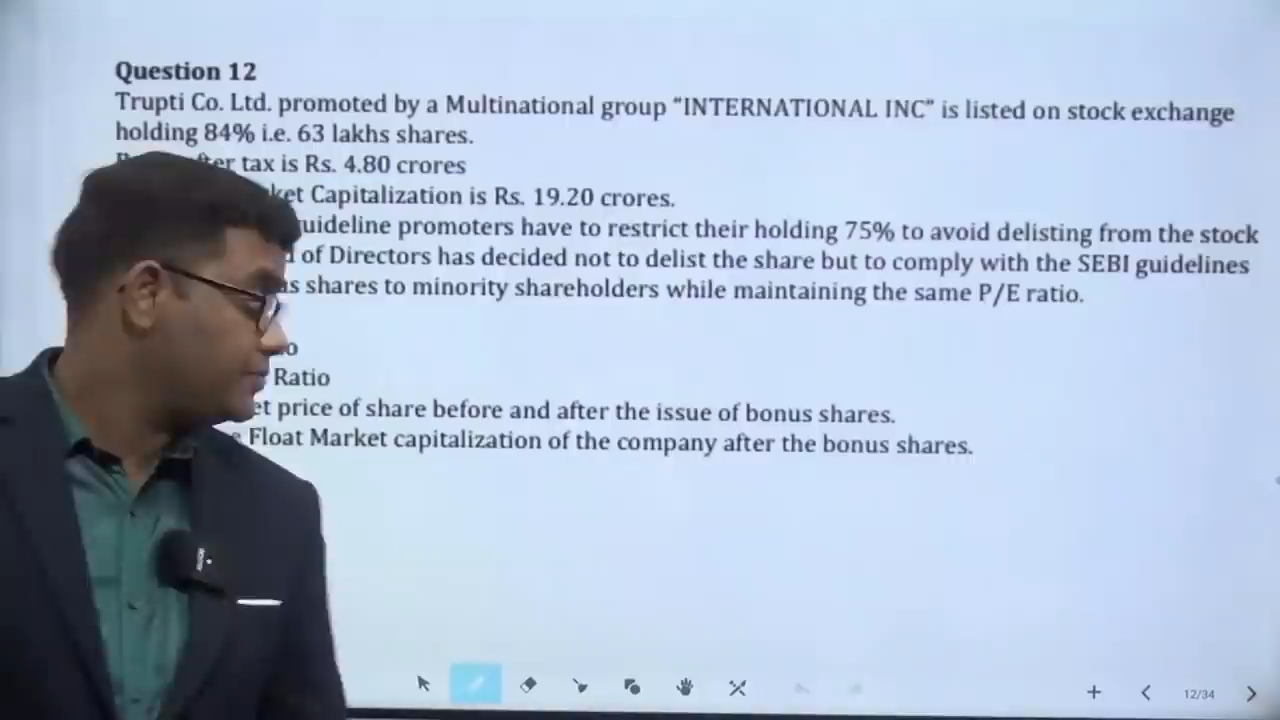 Question 12
Trupti Co. Ltd. promoted by a Multinational group "INTERNATIONAL INC" is listed on stock exchange
holding 84% i.e. 63 lakhs shares.
tax is Rs. 4.80 crores
Capitalization is Rs. 19.20 crores.
promoters have to restrict their holding 75% to avoid delisting from the stock
of Directors has decided not to delist the share but to comply with the SEBI guidelines
shares to minority shareholders while maintaining the same P/E ratio.
Ratio
price of share before and after the issue of bonus shares.
Float Market capitalization of the company after the bonus shares.
12/34